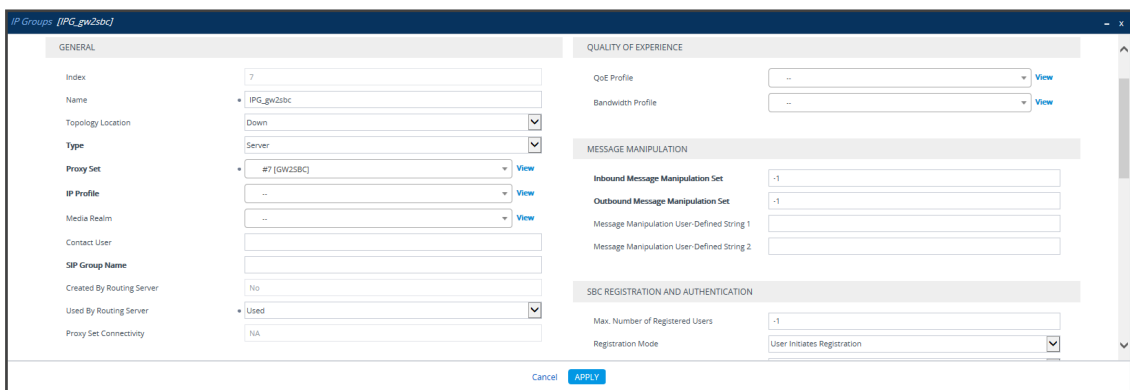 IP Groups [IPG_gw2sbc] – x
GENERAL
Index 7
Name IPG_gw2sbc
Topology Location Down
Type Server
Proxy Set #7 [GW2SBC] View
IP Profile -- View
Media Realm -- View
Contact User
SIP Group Name
Created By Routing Server No
Used By Routing Server Used
Proxy Set Connectivity NA
QUALITY OF EXPERIENCE
QoE Profile -- View
Bandwidth Profile -- View
MESSAGE MANIPULATION
Inbound Message Manipulation Set -1
Outbound Message Manipulation Set -1
Message Manipulation User-Defined String 1
Message Manipulation User-Defined String 2
SBC REGISTRATION AND AUTHENTICATION
Max. Number of Registered Users -1
Registration Mode User Initiates Registration
Cancel APPLY